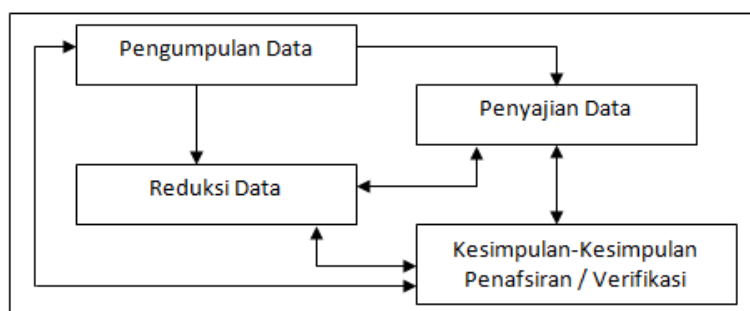 Pengumpulan Data
Penyajian Data
Reduksi Data
Kesimpulan-Kesimpulan
Penafsiran / Verifikasi